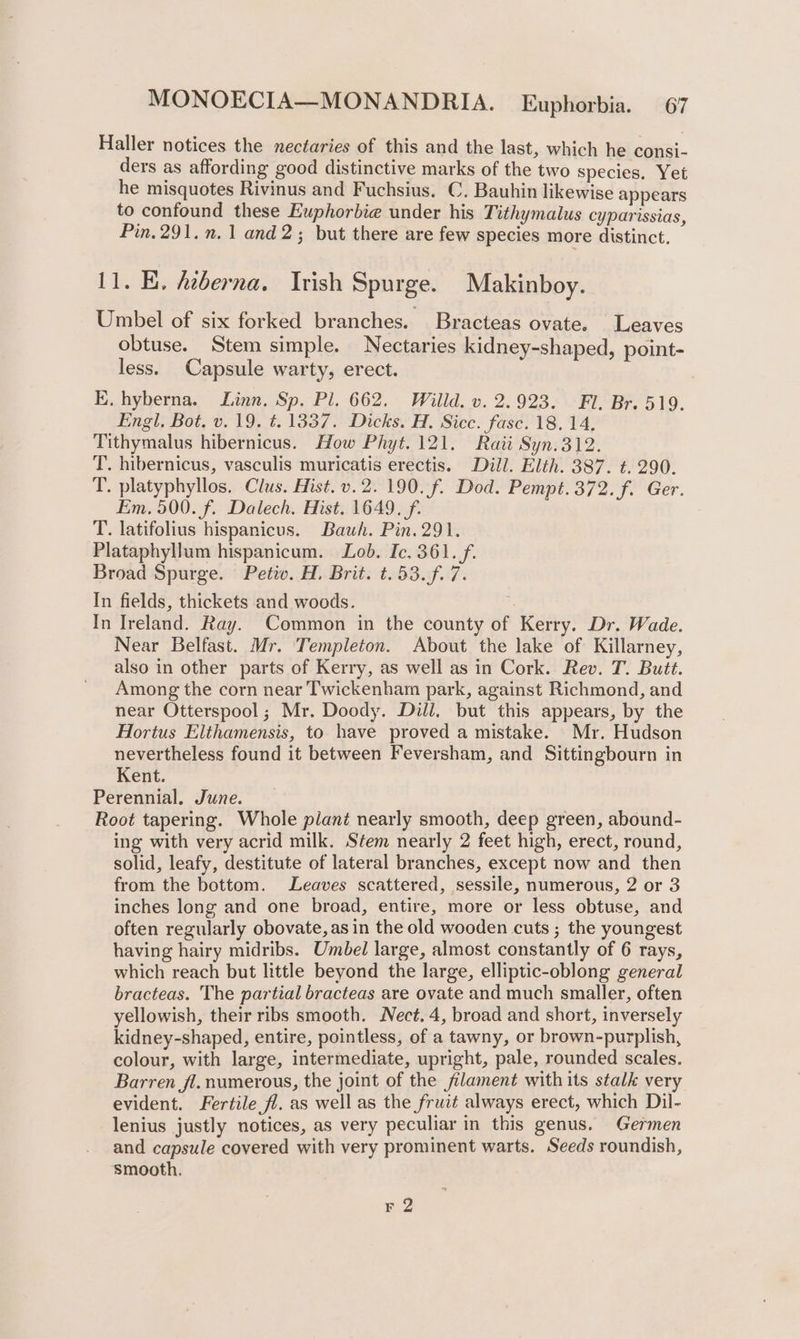 MONOECIA—MONANDRIA. Euphorbia. 67
Haller notices the nectaries of this and the last, which he consi-
ders as affording good distinctive marks of the two species. Yet
he misquotes Rivinus and Fuchsius. C. Bauhin likewise appears
to confound these Euphorbiæ under his Tithymalus cyparissias,
Pin. 291. n. 1 and 2; but there are few species more distinct.
11. E. hiberna. Irish Spurge. Makinboy.
Umbel of six forked branches. Bracteas ovate. Leaves
obtuse. Stem simple. Nectaries kidney-shaped, point-
less. Capsule warty, erect.
E. hyberna. Linn. Sp. Pl. 662. Willd. v. 2. 923. Fl. Br. 519.
Engl. Bot. v. 19. t. 1337. Dicks. H. Sicc. fasc. 18. 14.
Tithymalus hibernicus. How Phyt. 121. Raii Syn. 312.
T. hibernicus, vasculis muricatis erectis. Dill. Elth. 387. t. 290.
T. platyphyllos. Clus. Hist. v. 2. 190. f. Dod. Pempt. 372. f. Ger.
Em. 500. f. Dalech. Hist. 1649. f.
T. latifolius hispanicus. Bauh. Pin. 291.
Plataphyllum hispanicum. Lob. Ic. 361. f.
Broad Spurge. Petiv. H. Brit. t. 53. f. 7.
In fields, thickets and woods.
In Ireland. Ray. Common in the county of Kerry. Dr. Wade.
Near Belfast. Mr. Templeton. About the lake of Killarney,
also in other parts of Kerry, as well as in Cork. Rev. T. Butt.
Among the corn near Twickenham park, against Richmond, and
near Otterspool; Mr. Doody. Dill. but this appears, by the
Hortus Elthamensis, to have proved a mistake. Mr. Hudson
nevertheless found it between Feversham, and Sittingbourn in
Kent.
Perennial. June.
Root tapering. Whole plant nearly smooth, deep green, abound-
ing with very acrid milk. Stem nearly 2 feet high, erect, round,
solid, leafy, destitute of lateral branches, except now and then
from the bottom. Leaves scattered, sessile, numerous, 2 or 3
inches long and one broad, entire, more or less obtuse, and
often regularly obovate, as in the old wooden cuts; the youngest
having hairy midribs. Umbel large, almost constantly of 6 rays,
which reach but little beyond the large, elliptic-oblong general
bracteas. The partial bracteas are ovate and much smaller, often
yellowish, their ribs smooth. Nect. 4, broad and short, inversely
kidney-shaped, entire, pointless, of a tawny, or brown-purplish,
colour, with large, intermediate, upright, pale, rounded scales.
Barren fl. numerous, the joint of the filament with its stalk very
evident. Fertile fl. as well as the fruit always erect, which Dil-
lenius justly notices, as very peculiar in this genus. Germen
and capsule covered with very prominent warts. Seeds roundish,
smooth.
F 2